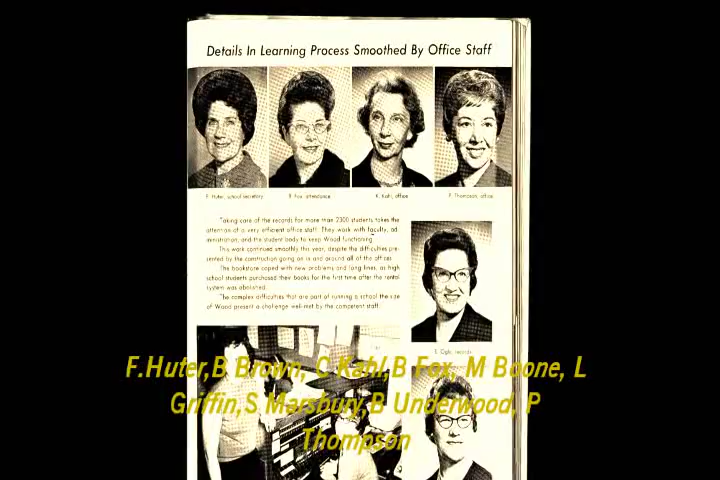 Details In Learning Process Smoothed By Office Staff
F. Huter, school secretary
B. Fox, attendance
K. Kahl, office
P. Thompson, office
Taking care of the records for more than 2300 students takes the
attention of a very efficient office staff. They work with faculty, ad
ministration, and the student body to keep Wood functioning.
This work continued smoothly this year, despite the difficulties pre
sented by the construction going on in and around all of the offices.
The bookstore coped with new problems and long lines, as high
school students purchased their books for the first time after the rental
system was abolished.
The complex difficulties that are part of running a school the size
of Wood present a challenge well-met by the competent staff.
Ogle, records
F.Huter,B Brown, C Kahl,B Fox, M Boone, L
Griffin,S Marsbury,B Underwood, P
Thompson